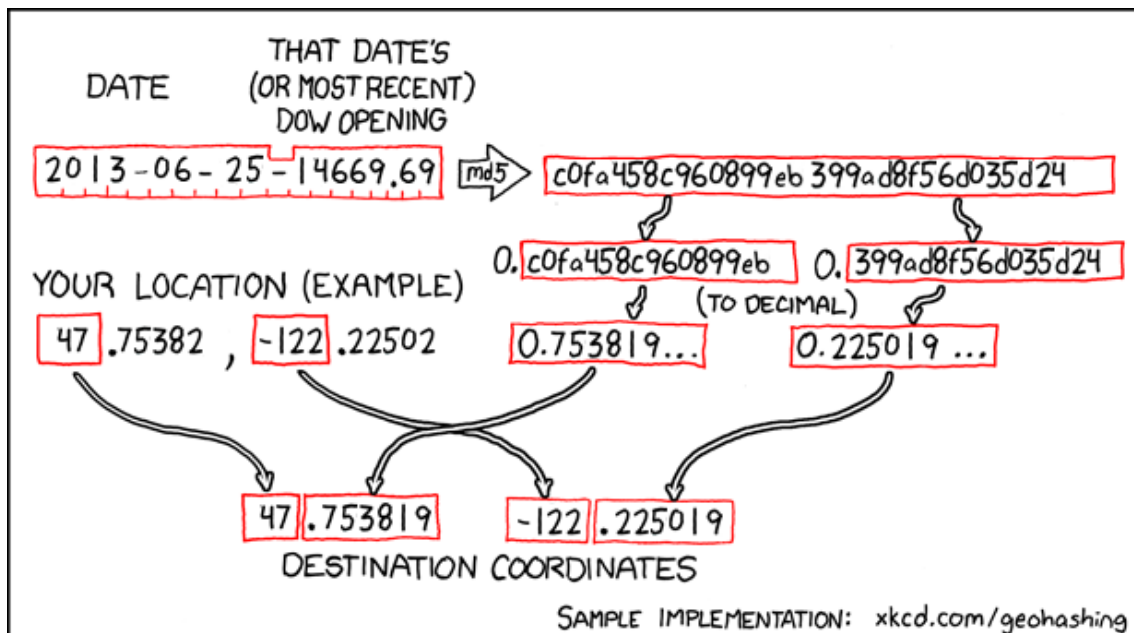 DATE
THAT DATE'S
(OR MOST RECENT)
DOW OPENING
2013-06-25-14669.69
md5
c0fa458c960899eb399ad8f56d035d24
0.c0fa458c960899eb
0.399ad8f56d035d24
(TO DECIMAL)
YOUR LOCATION (EXAMPLE)
47.75382, -122.22502
0.753819...
0.225019...
47.753819
-122.225019
DESTINATION COORDINATES
SAMPLE IMPLEMENTATION: xkcd.com/geohashing